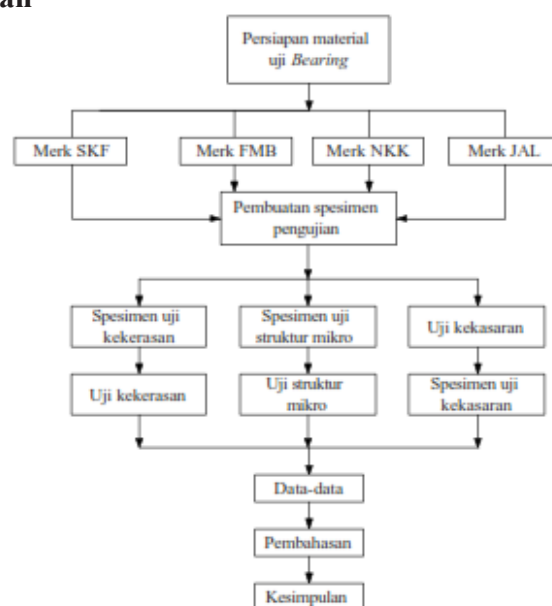 an
Persiapan material
uji Bearing
Merk SKF
Merk FMB
Merk NKK
Merk JAL
Pembuatan spesimen
pengujian
Spesimen uji
kekerasan
Spesimen uji
struktur mikro
Uji kekasaran
Uji kekerasan
Uji struktur
mikro
Spesimen uji
kekasaran
Data-data
Pembahasan
Kesimpulan